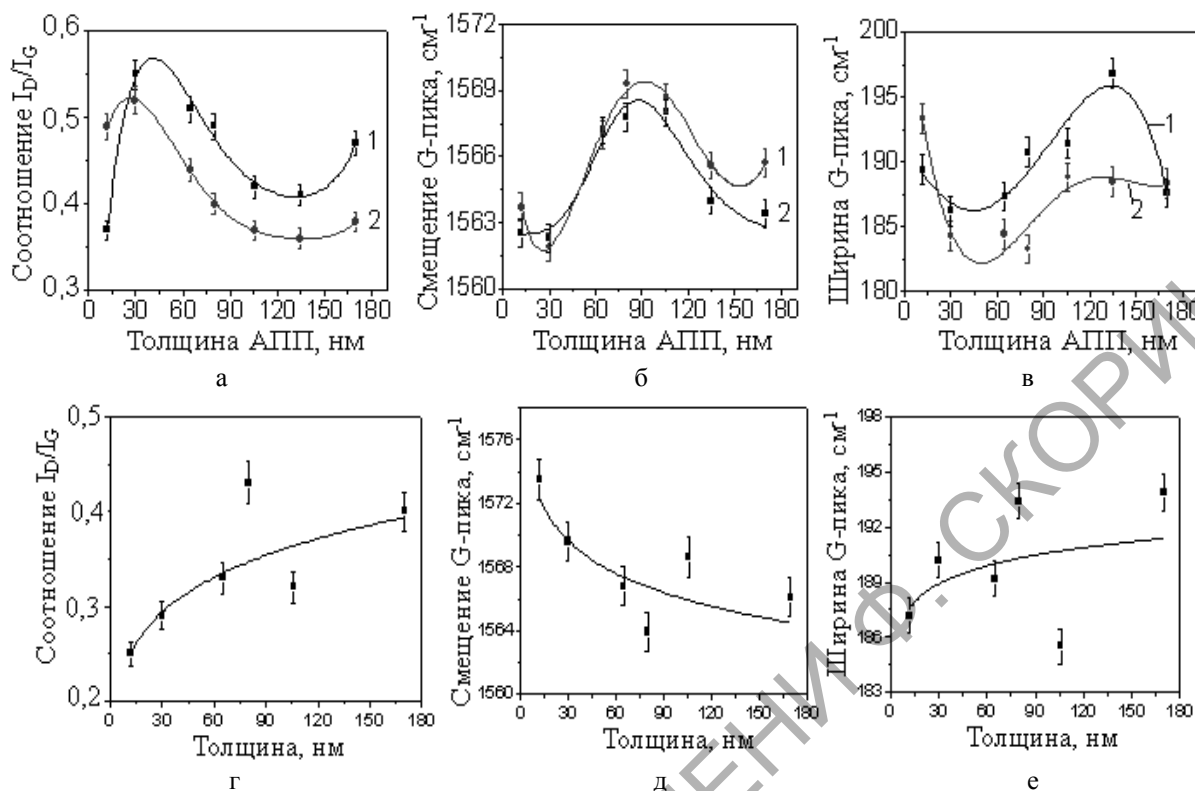 Соотношение I_D/I_G
0,6
0,5
0,4
0,3
1
2
0 30 60 90 120 150 180
Толщина АПП, нм
а
Смещение G-пика, см⁻¹
1572
1569
1566
1563
1560
1
2
0 30 60 90 120 150 180
Толщина АПП, нм
б
Ширина G-пика, см⁻¹
200
195
190
185
180
1
2
0 30 60 90 120 150 180
Толщина АПП, нм
в
Соотношение I_D/I_G
0,5
0,4
0,3
0,2
0 30 60 90 120 150 180
Толщина, нм
г
Смещение G-пика, см⁻¹
1576
1572
1568
1564
1560
0 30 60 90 120 150 180
Толщина, нм
д
Ширина G-пика, см⁻¹
198
195
192
189
186
183
0 30 60 90 120 150 180
Толщина, нм
е
ЕНИ Ф. СКОРИ